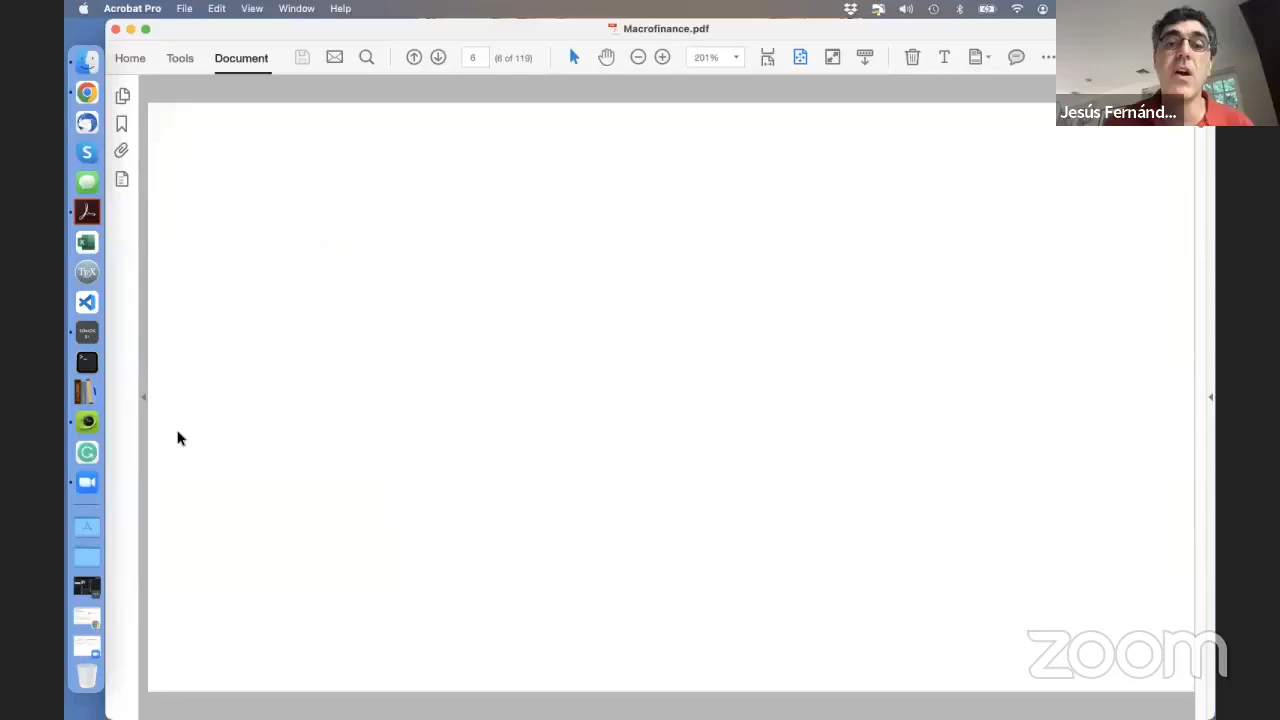 Acrobat Pro File Edit View Window Help
Macrofinance.pdf
Home Tools Document 6 (6 of 119) 201%
Jesús Fernánd...
S
TEX
zoom